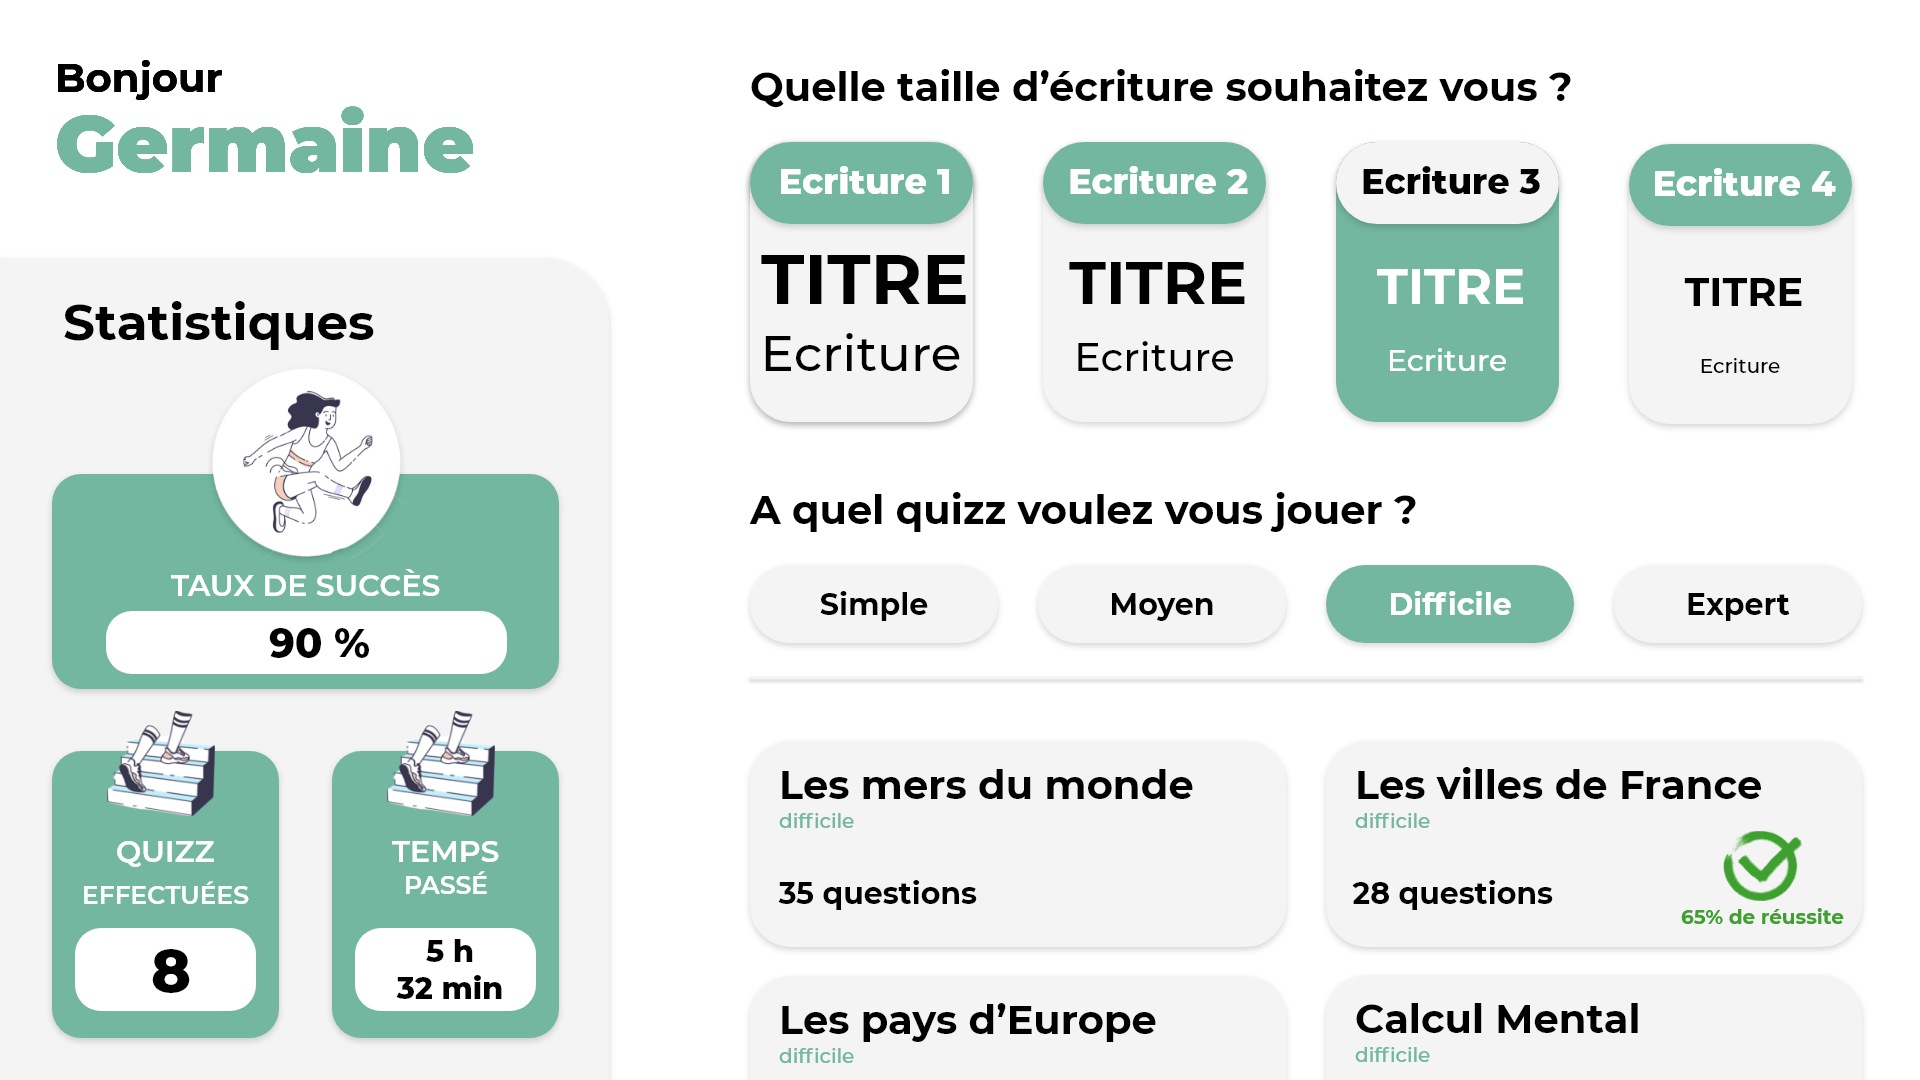 Bonjour
Germaine
Statistiques
TAUX DE SUCCÈS
90 %
QUIZZ
EFFECTUÉES
8
TEMPS
PASSÉ
5 h
32 min
Quelle taille d’écriture souhaitez vous ?
Ecriture 1
TITRE
Ecriture
Ecriture 2
TITRE
Ecriture
Ecriture 3
TITRE
Ecriture
Ecriture 4
TITRE
Ecriture
A quel quizz voulez vous jouer ?
Simple
Moyen
Difficile
Expert
Les mers du monde
difficile
35 questions
Les villes de France
difficile
28 questions
65% de réussite
Les pays d’Europe
difficile
Calcul Mental
difficile